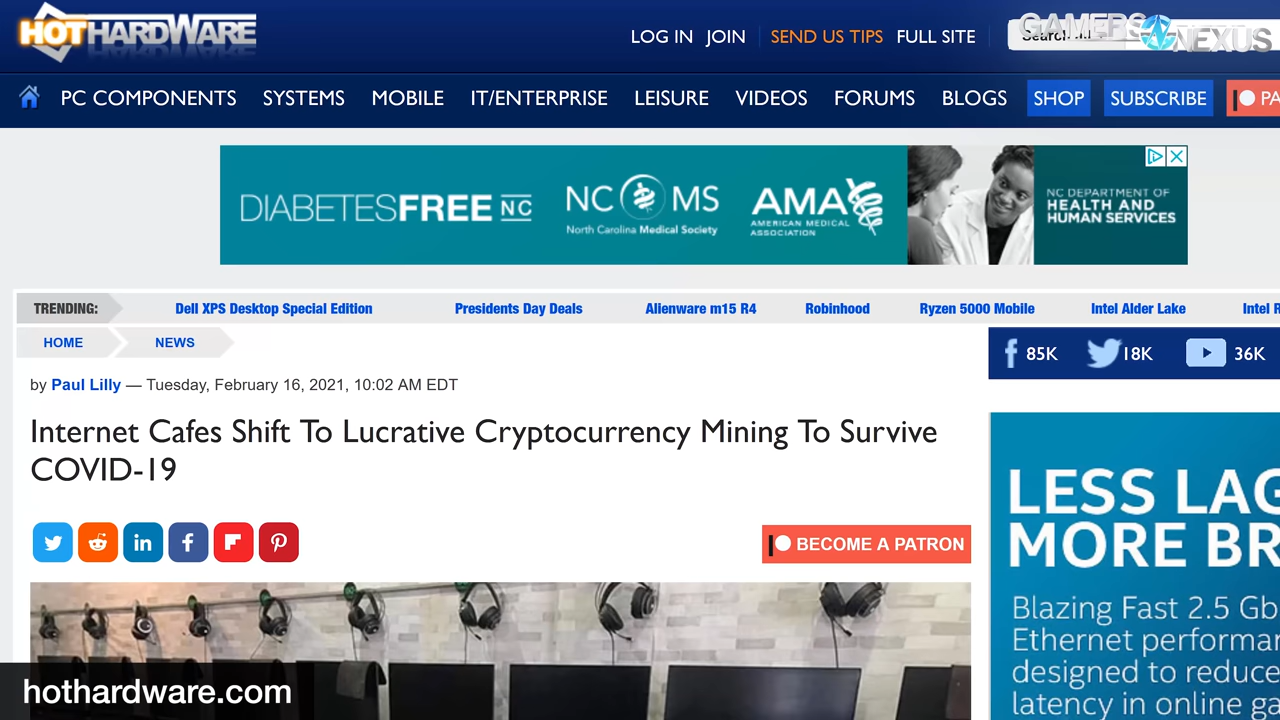 HOTHARDWARE
LOG IN JOIN SEND US TIPS FULL SITE
GAMERS NEXUS
PC COMPONENTS SYSTEMS MOBILE IT/ENTERPRISE LEISURE VIDEOS FORUMS BLOGS SHOP SUBSCRIBE PA
DIABETESFREE NC
NC MS
North Carolina Medical Society
AMA
AMERICAN MEDICAL
ASSOCIATION
NC DEPARTMENT OF
HEALTH AND
HUMAN SERVICES
TRENDING: Dell XPS Desktop Special Edition Presidents Day Deals Alienware m15 R4 Robinhood Ryzen 5000 Mobile Intel Alder Lake Intel R
HOME NEWS
85K 18K 36K
by Paul Lilly — Tuesday, February 16, 2021, 10:02 AM EDT
Internet Cafes Shift To Lucrative Cryptocurrency Mining To Survive
COVID-19
BECOME A PATRON
LESS LAG
MORE BR
Blazing Fast 2.5 Gb
Ethernet performan
designed to reduce
latency in online ga
hothardware.com